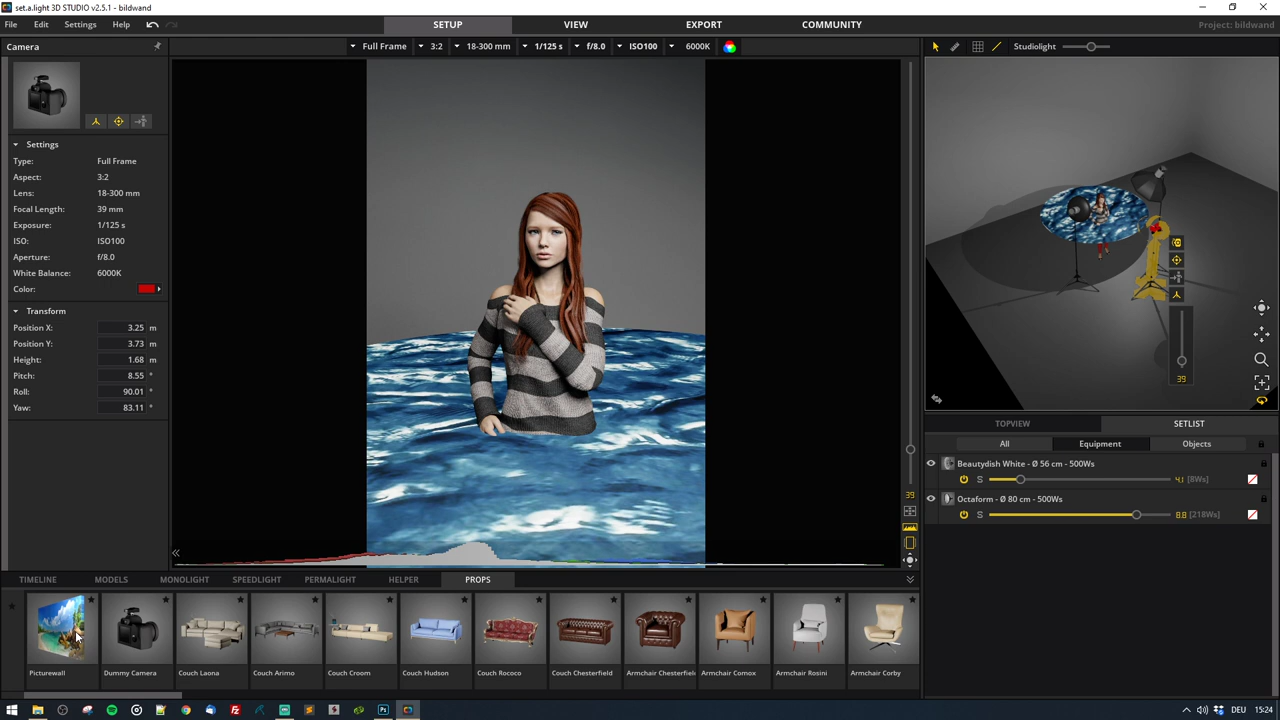 set.a.light 3D STUDIO v2.5.1 - bildwand
File Edit Settings Help SETUP VIEW EXPORT COMMUNITY Project: bildwand
Camera Full Frame 3:2 18-300 mm 1/125 s f/8.0 ISO100 6000K Studiolight
Settings
Type: Full Frame
Aspect: 3:2
Lens: 18-300 mm
Focal Length: 39 mm
Exposure: 1/125 s
ISO: ISO100
Aperture: f/8.0
White Balance: 6000K
Color:
Transform
Position X: 3.25 m
Position Y: 3.73 m
Height: 1.68 m
Pitch: 8.55 °
Roll: 90.01 °
Yaw: 83.11 °
39
39
TOPVIEW SETLIST
All Equipment Objects
Beautydish White - Ø 56 cm - 500Ws
S 4.1 [8Ws]
Octaform - Ø 80 cm - 500Ws
S 8.8 [218Ws]
TIMELINE MODELS MONOLIGHT SPEEDLIGHT PERMALIGHT HELPER PROPS
Picturewall Dummy Camera Couch Laona Couch Arimo Couch Croom Couch Hudson Couch Rococo Couch Chesterfield Armchair Chesterfiel Armchair Comox Armchair Rosini Armchair Corby
DEU 15:24